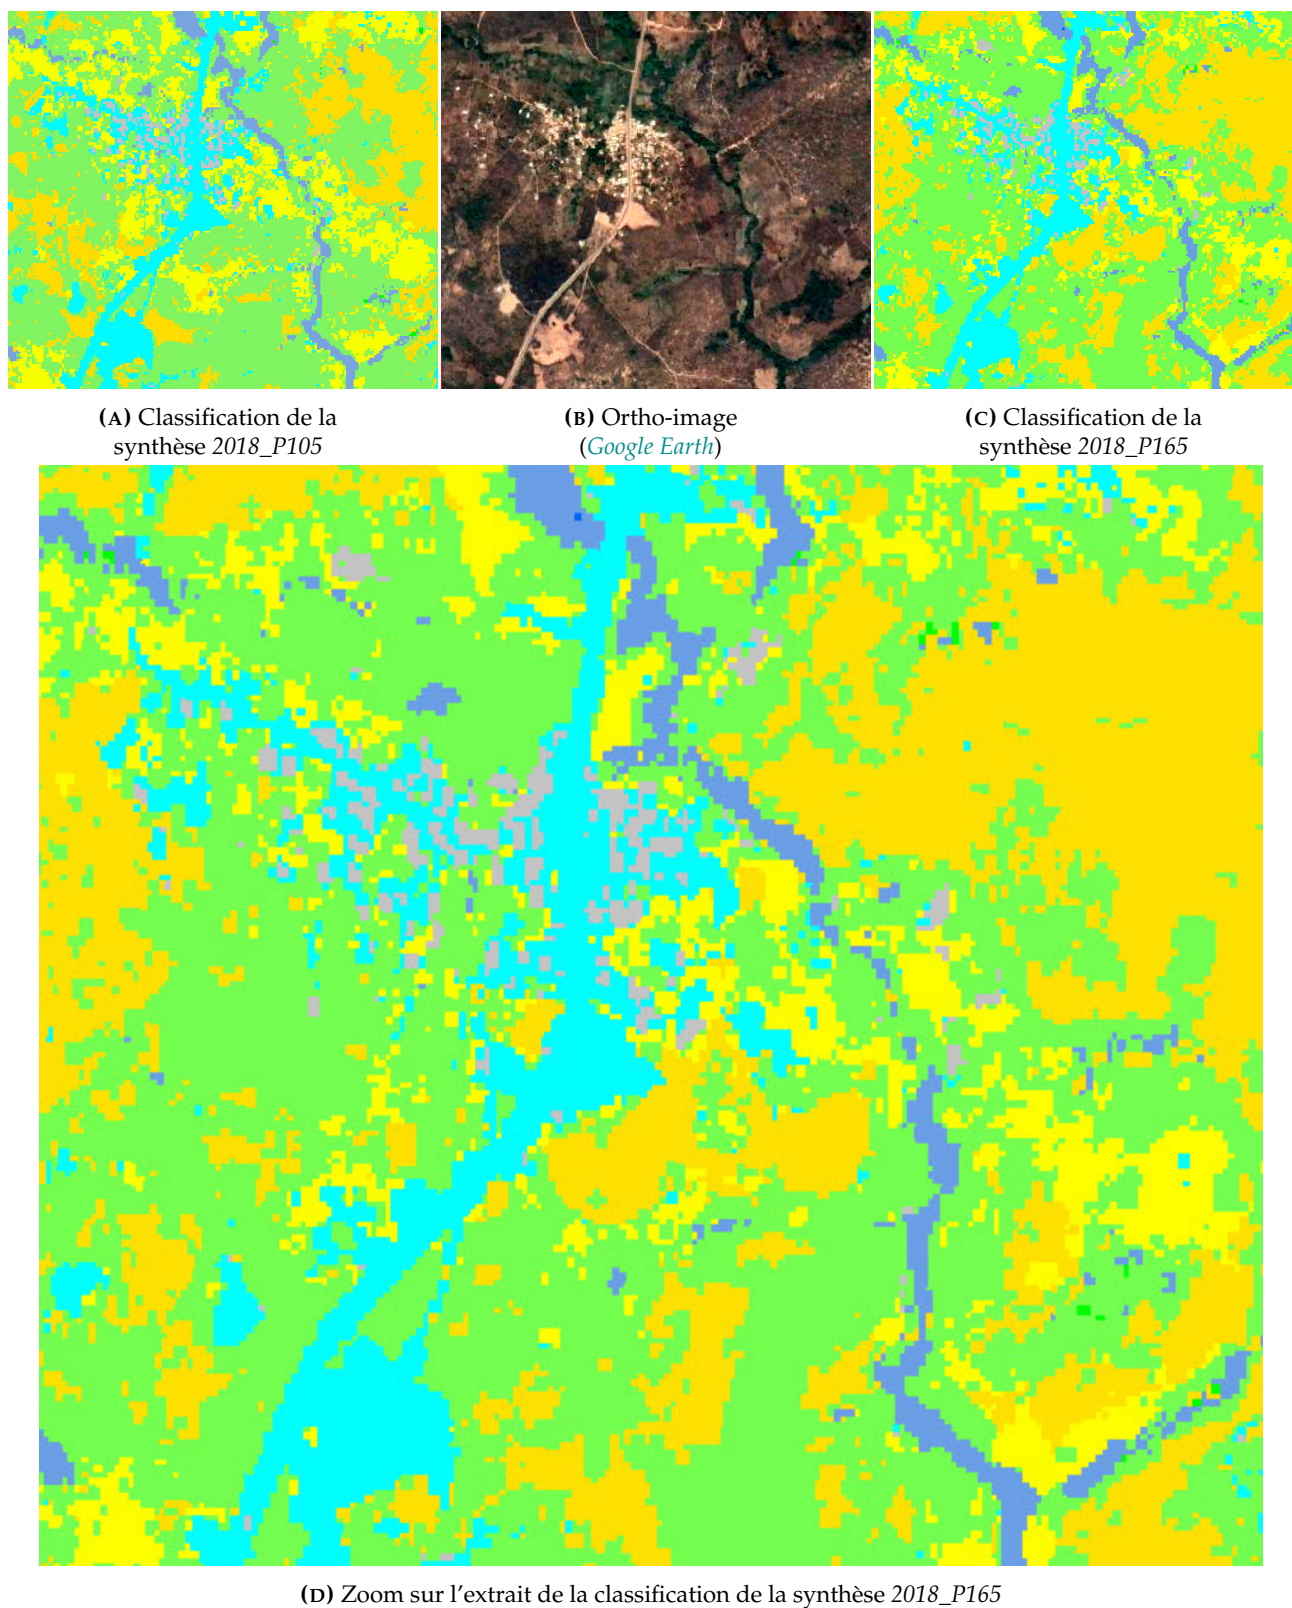 (A) Classification de la
synthèse 2018_P105
(B) Ortho-image
(Google Earth)
(C) Classification de la
synthèse 2018_P165
(D) Zoom sur l'extrait de la classification de la synthèse 2018_P165